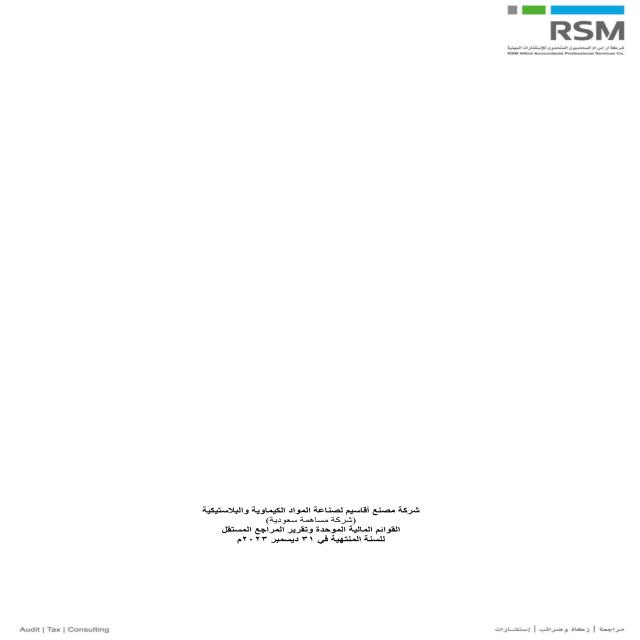 RSM
شركة ار اس ام المحاسبون المتحدون للإستشارات المهنية
RSM Allied Accountants Professional Services Co.
شركة مصنع أقاسيم لصناعة المواد الكيماوية والبلاستيكية
(شركة مساهمة سعودية)
القوائم المالية الموحدة وتقرير المراجع المستقل
للسنة المنتهية في ٣١ ديسمبر ٢٠٢٣م
مراجعة | زكاة وضرائب | إستشارات
Audit | Tax | Consulting